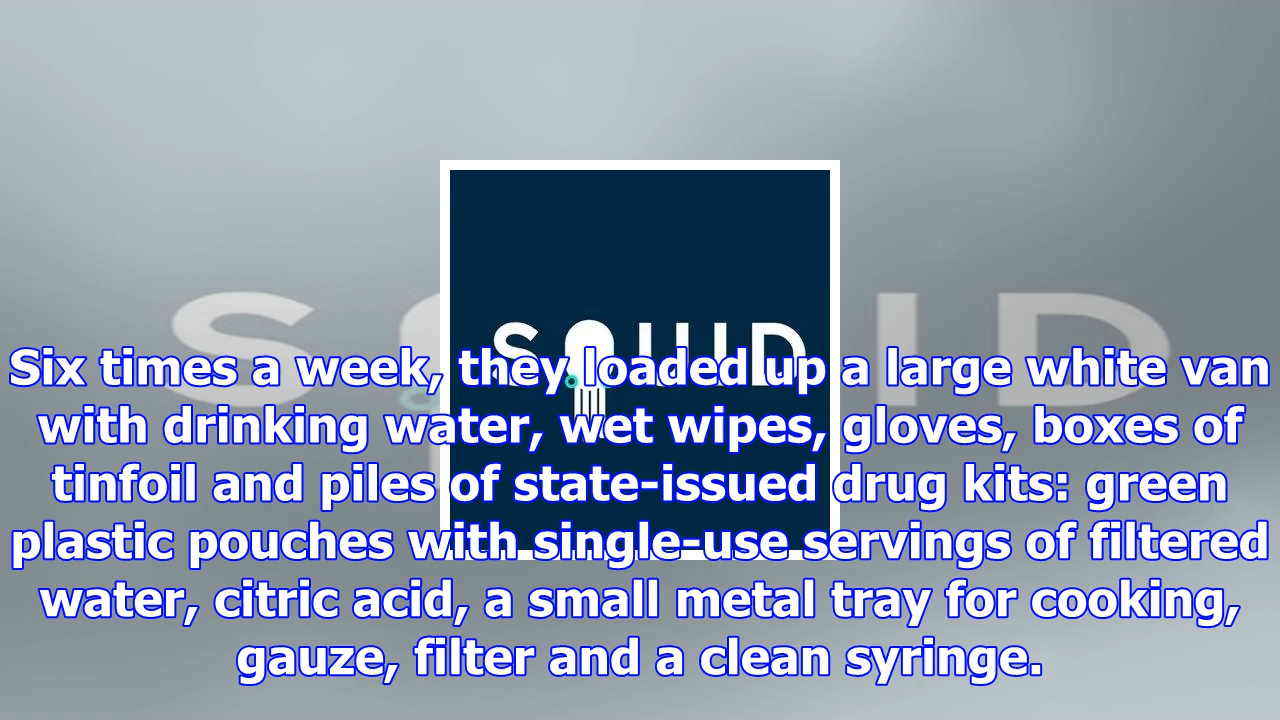 SQUID
Six times a week, they loaded up a large white van
with drinking water, wet wipes, gloves, boxes of
tinfoil and piles of state-issued drug kits: green
plastic pouches with single-use servings of filtered
water, citric acid, a small metal tray for cooking,
gauze, filter and a clean syringe.